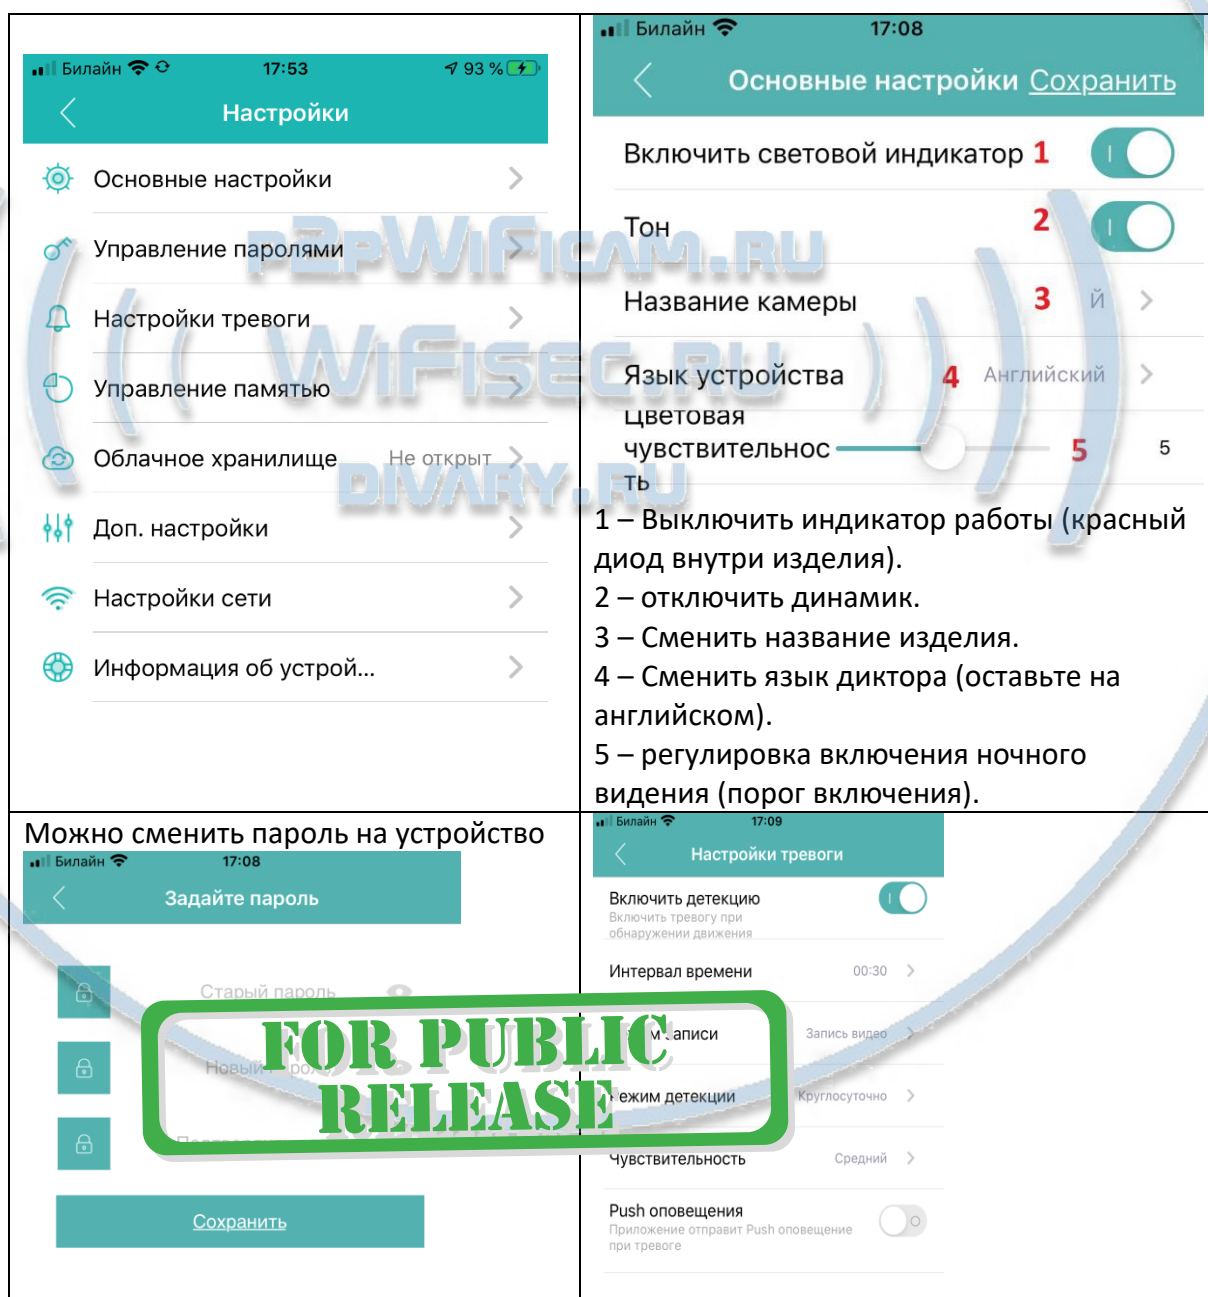 Билайн 17:53 93 %
Настройки
Основные настройки
Управление паролями
Настройки тревоги
Управление памятью
Облачное хранилище Не открыт
Доп. настройки
Настройки сети
Информация об устрой...
Билайн 17:08
Основные настройки Сохранить
Включить световой индикатор 1
Тон 2
Название камеры 3 Й
Язык устройства 4 Английский
Цветовая
чувствительнос 5 5
ть
1 – Выключить индикатор работы (красный
диод внутри изделия).
2 – отключить динамик.
3 – Сменить название изделия.
4 – Сменить язык диктора (оставьте на
английском).
5 – регулировка включения ночного
видения (порог включения).
P2PWIFICAM.RU
WIFISEC.RU
DIVARY.RU
Можно сменить пароль на устройство
Билайн 17:08
Задайте пароль
Старый пароль
Новый
Сохранить
Билайн 17:09
Настройки тревоги
Включить детекцию
Включить тревогу при
обнаружении движения
Интервал времени 00:30
записи Запись видео
Режим детекции Круглосуточно
Чувствительность Средний
Push оповещения
Приложение отправит Push оповещение
при тревоге
FOR PUBLIC
RELEASE